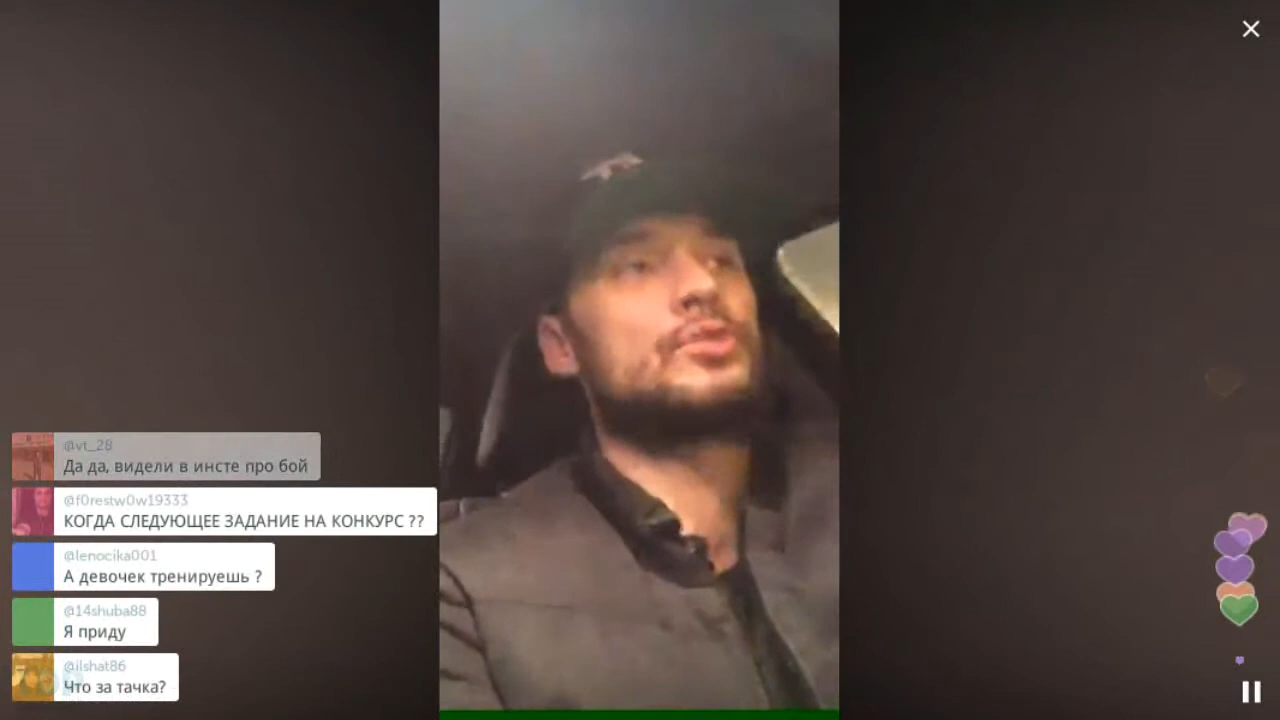 @vt_28
Да да, видели в инсте про бой
@f0restw0w19333
КОГДА СЛЕДУЮЩЕЕ ЗАДАНИЕ НА КОНКУРС ??
@lenocika001
А девочек тренируешь ?
@14shuba88
Я приду
@ilshat86
Что за тачка?